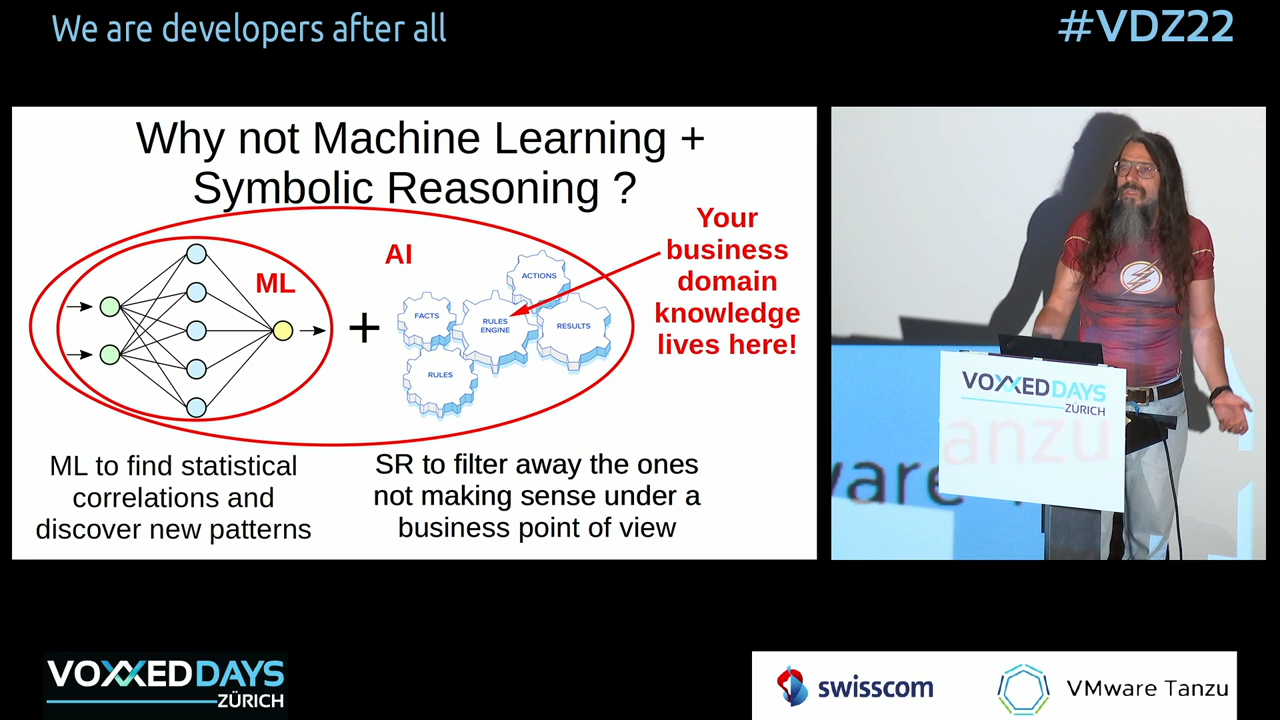 We are developers after all
#VDZ22
Why not Machine Learning +
Symbolic Reasoning ?
Your
business
domain
knowledge
lives here!
AI
ML
ACTIONS
FACTS
RULES
ENGINE
RESULTS
RULES
+
ML to find statistical
correlations and
discover new patterns
SR to filter away the ones
not making sense under a
business point of view
VOXXED DAYS
ZÜRICH
anzu
ware
VOXXED DAYS
ZÜRICH
swisscom
VMware Tanzu